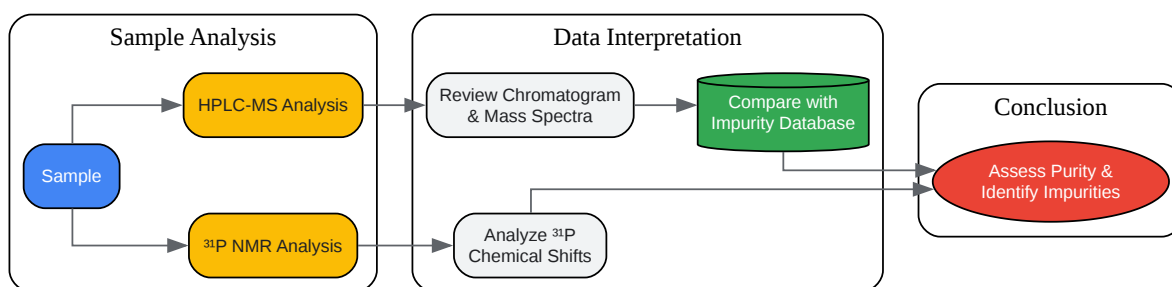 Sample Analysis
Data Interpretation
Conclusion
HPLC-MS Analysis
Review Chromatogram
& Mass Spectra
Compare with
Impurity Database
Sample
Assess Purity &
Identify Impurities
³¹P NMR Analysis
Analyze ³¹P
Chemical Shifts